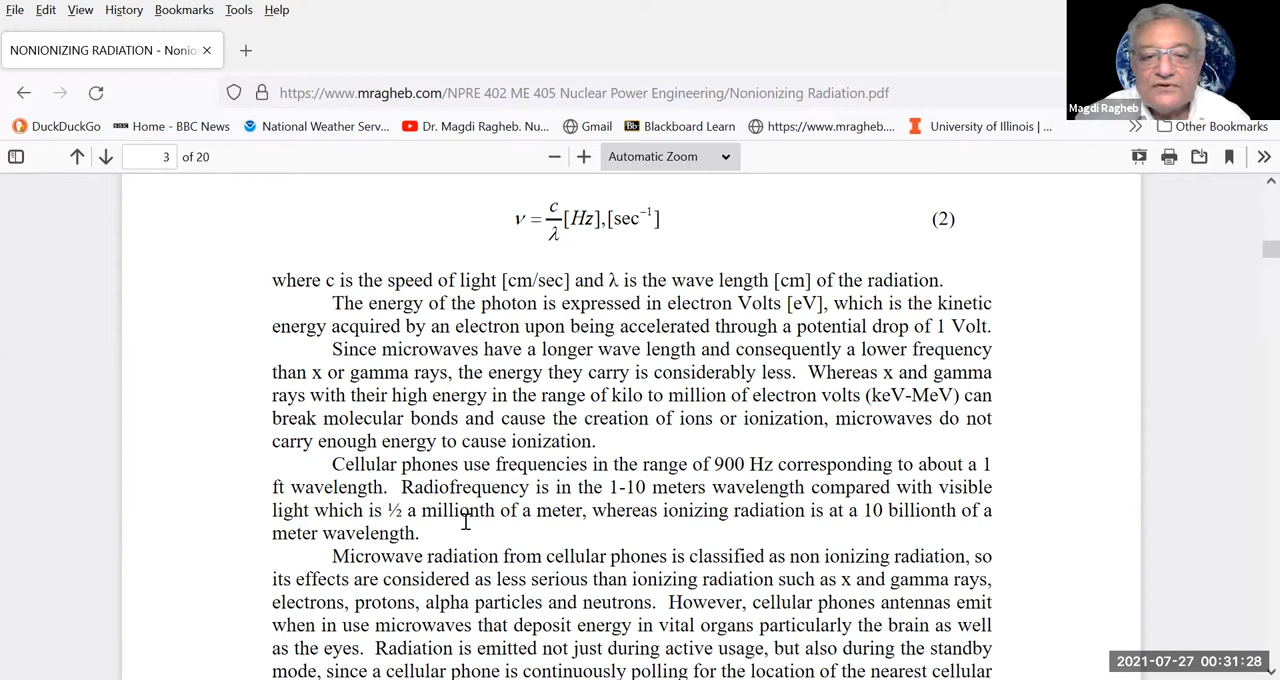 File Edit View History Bookmarks Tools Help
NONIONIZING RADIATION - Nonio
https://www.mragheb.com/NPRE 402 ME 405 Nuclear Power Engineering/Nonionizing Radiation.pdf
Magdi Ragheb
DuckDuckGo Home - BBC News National Weather Serv... Dr. Magdi Ragheb. Nu... Gmail Bb Blackboard Learn https://www.mragheb.... University of Illinois |... Other Bookmarks
3 of 20 Automatic Zoom
ν = c/λ [Hz],[sec⁻¹] (2)
where c is the speed of light [cm/sec] and λ is the wave length [cm] of the radiation.
The energy of the photon is expressed in electron Volts [eV], which is the kinetic
energy acquired by an electron upon being accelerated through a potential drop of 1 Volt.
Since microwaves have a longer wave length and consequently a lower frequency
than x or gamma rays, the energy they carry is considerably less. Whereas x and gamma
rays with their high energy in the range of kilo to million of electron volts (keV-MeV) can
break molecular bonds and cause the creation of ions or ionization, microwaves do not
carry enough energy to cause ionization.
Cellular phones use frequencies in the range of 900 Hz corresponding to about a 1
ft wavelength. Radiofrequency is in the 1-10 meters wavelength compared with visible
light which is ½ a millionth of a meter, whereas ionizing radiation is at a 10 billionth of a
meter wavelength.
Microwave radiation from cellular phones is classified as non ionizing radiation, so
its effects are considered as less serious than ionizing radiation such as x and gamma rays,
electrons, protons, alpha particles and neutrons. However, cellular phones antennas emit
when in use microwaves that deposit energy in vital organs particularly the brain as well
as the eyes. Radiation is emitted not just during active usage, but also during the standby
mode, since a cellular phone is continuously polling for the location of the nearest cellular
2021-07-27 00:31:28